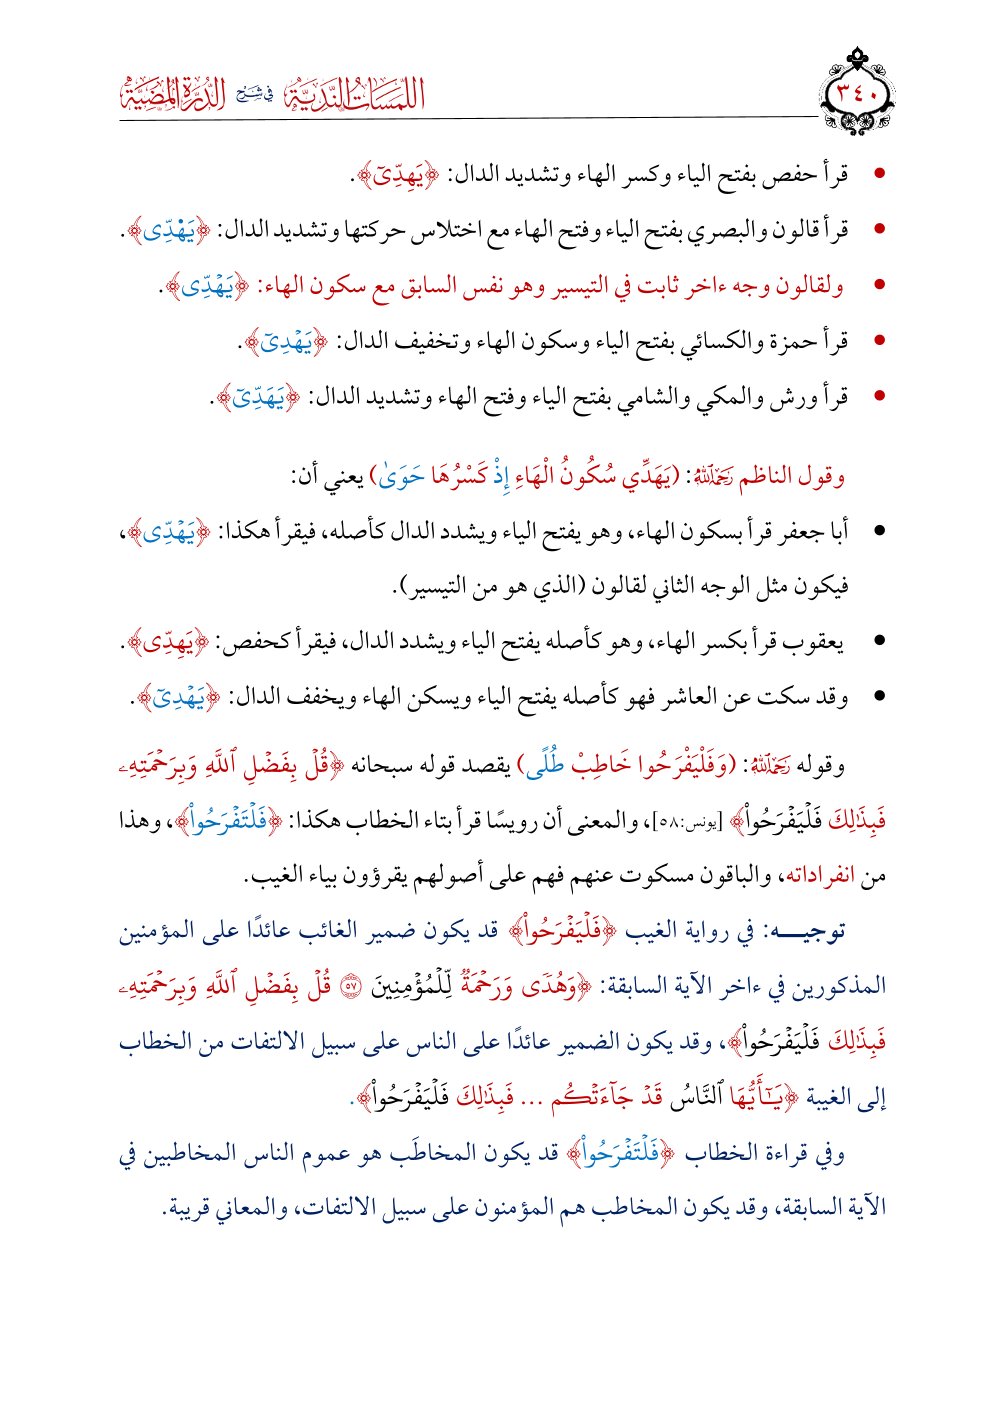 ٣٤٠
اللمسات الندية في شرح الدرة المضية
• قرأ حفص بفتح الياء وكسر الهاء وتشديد الدال: ﴿يَهِدِّيٓ﴾.
• قرأ قالون والبصري بفتح الياء وفتح الهاء مع اختلاس حركتها وتشديد الدال: ﴿يَهْدِّى﴾.
• ولقالون وجه ءاخر ثابت في التيسير وهو نفس السابق مع سكون الهاء: ﴿يَهْدِّى﴾.
• قرأ حمزة والكسائي بفتح الياء وسكون الهاء وتخفيف الدال: ﴿يَهْدِيٓ﴾.
• قرأ ورش والمكي والشامي بفتح الياء وفتح الهاء وتشديد الدال: ﴿يَهَدِّيٓ﴾.
وقول الناظم رَحِمَهُ ٱللَّهُ: (يَهَدِّي سُكُونُ الْهَاءِ إِذْ كَسْرُهَا حَوَىٰ) يعني أن:
• أبا جعفر قرأ بسكون الهاء، وهو يفتح الياء ويشدد الدال كأصله، فيقرأ هكذا: ﴿يَهْدِّى﴾،
فيكون مثل الوجه الثاني لقالون (الذي هو من التيسير).
• يعقوب قرأ بكسر الهاء، وهو كأصله يفتح الياء ويشدد الدال، فيقرأ كحفص: ﴿يَهِدِّى﴾.
• وقد سكت عن العاشر فهو كأصله يفتح الياء ويسكن الهاء ويخفف الدال: ﴿يَهْدِيٓ﴾.
وقوله رَحِمَهُ ٱللَّهُ: (وَفَلْيَفْرَحُوا خَاطِبْ طُلًى) يقصد قوله سبحانه ﴿قُلْ بِفَضْلِ ٱللَّهِ وَبِرَحْمَتِهِۦ
فَبِذَٰلِكَ فَلْيَفْرَحُوا۟﴾ [يونس:٥٨]، والمعنى أن رويسًا قرأ بتاء الخطاب هكذا: ﴿فَلْتَفْرَحُوا۟﴾، وهذا
من انفراداته، والباقون مسكوت عنهم فهم على أصولهم يقرؤون بياء الغيب.
توجيـــه: في رواية الغيب ﴿فَلْيَفْرَحُوا۟﴾ قد يكون ضمير الغائب عائدًا على المؤمنين
المذكورين في ءاخر الآية السابقة: ﴿وَهُدًى وَرَحْمَةٌ لِّلْمُؤْمِنِينَ ٥٧ قُلْ بِفَضْلِ ٱللَّهِ وَبِرَحْمَتِهِۦ
فَبِذَٰلِكَ فَلْيَفْرَحُوا۟﴾، وقد يكون الضمير عائدًا على الناس على سبيل الالتفات من الخطاب
إلى الغيبة ﴿يَـٰٓأَيُّهَا ٱلنَّاسُ قَدْ جَآءَتْكُم ... فَبِذَٰلِكَ فَلْيَفْرَحُوا۟﴾.
وفي قراءة الخطاب ﴿فَلْتَفْرَحُوا۟﴾ قد يكون المخاطَب هو عموم الناس المخاطبين في
الآية السابقة، وقد يكون المخاطب هم المؤمنون على سبيل الالتفات، والمعاني قريبة.